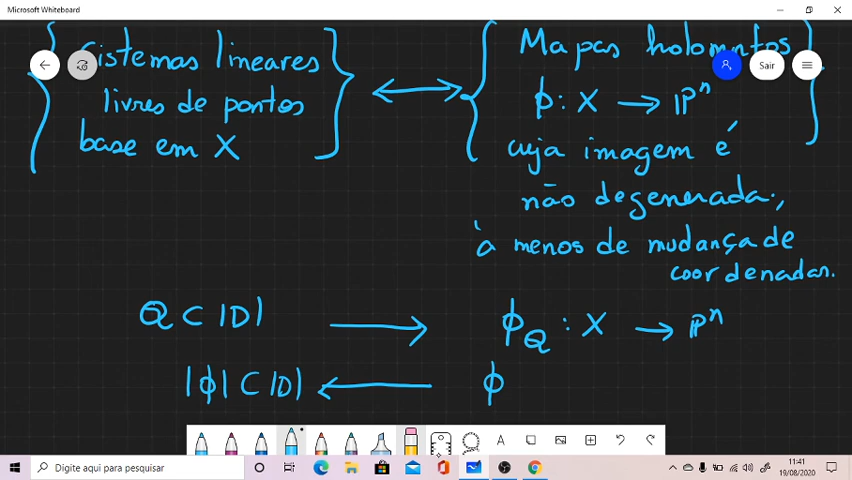 Microsoft Whiteboard
Sistemas lineares
livres de pontos
base em X
Mapas holomorfos
ϕ : X → ℙⁿ
cuja imagem é
não degenerada,
à menos de mudança de
coordenadas.
Sair
Q ⊂ |D| → ϕ_Q : X → ℙⁿ
|ϕ| ⊂ |D| ← ϕ
Digite aqui para pesquisar
11:41
19/08/2020